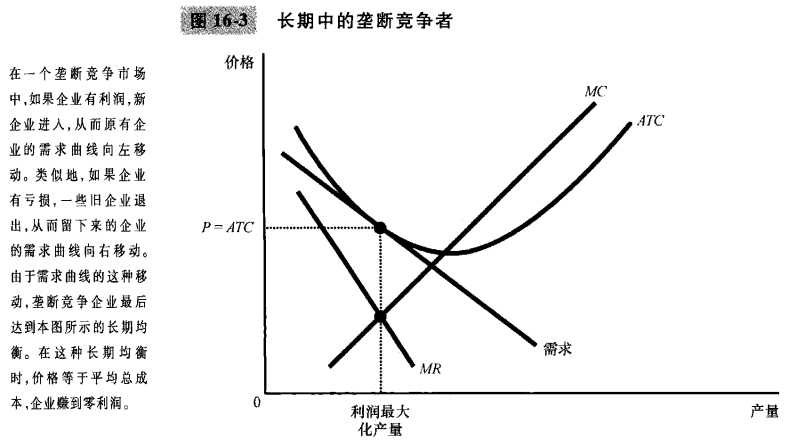 图 16-3 长期中的垄断竞争者
在一个垄断竞争市场
中,如果企业有利润,新
企业进入,从而原有企
业的需求曲线向左移
动。类似地,如果企业
有亏损,一些旧企业退
出,从而留下来的企业
的需求曲线向右移动。
由于需求曲线的这种移
动,垄断竞争企业最后
达到本图所示的长期均
衡。在这种长期均衡
时,价格等于平均总成
本,企业赚到零利润。
价格
MC
ATC
P = ATC
需求
MR
0
利润最大
化产量
产量